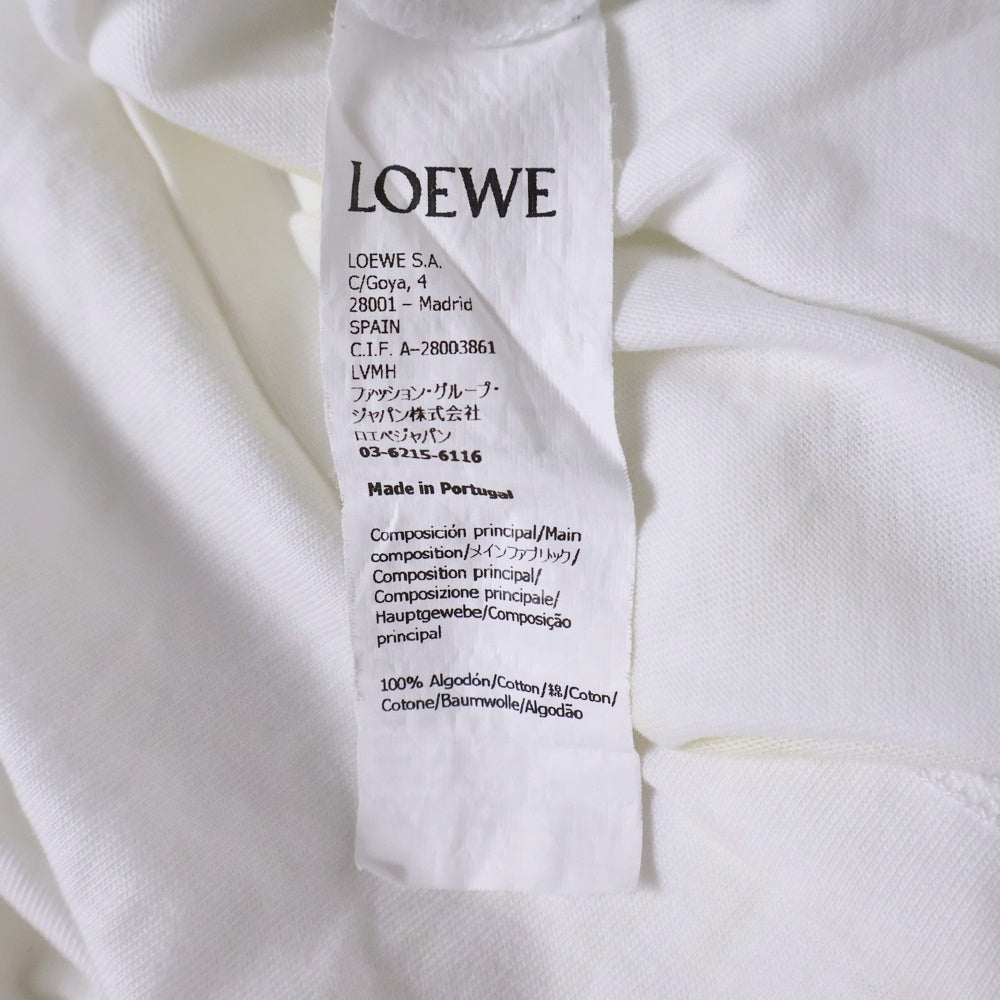 LOEWE
LOEWE S.A.
C/Goya, 4
28001 – Madrid
SPAIN
C.I.F. A-28003861
LVMH
ファッション・グループ・
ジャパン株式会社
ロエベジャパン
03-6215-6116
Made in Portugal
Composición principal/Main
composition/メインファブリック/
Composition principal/
Composizione principale/
Hauptgewebe/Composição
principal
100% Algodón/Cotton/綿/Coton/
Cotone/Baumwolle/Algodão